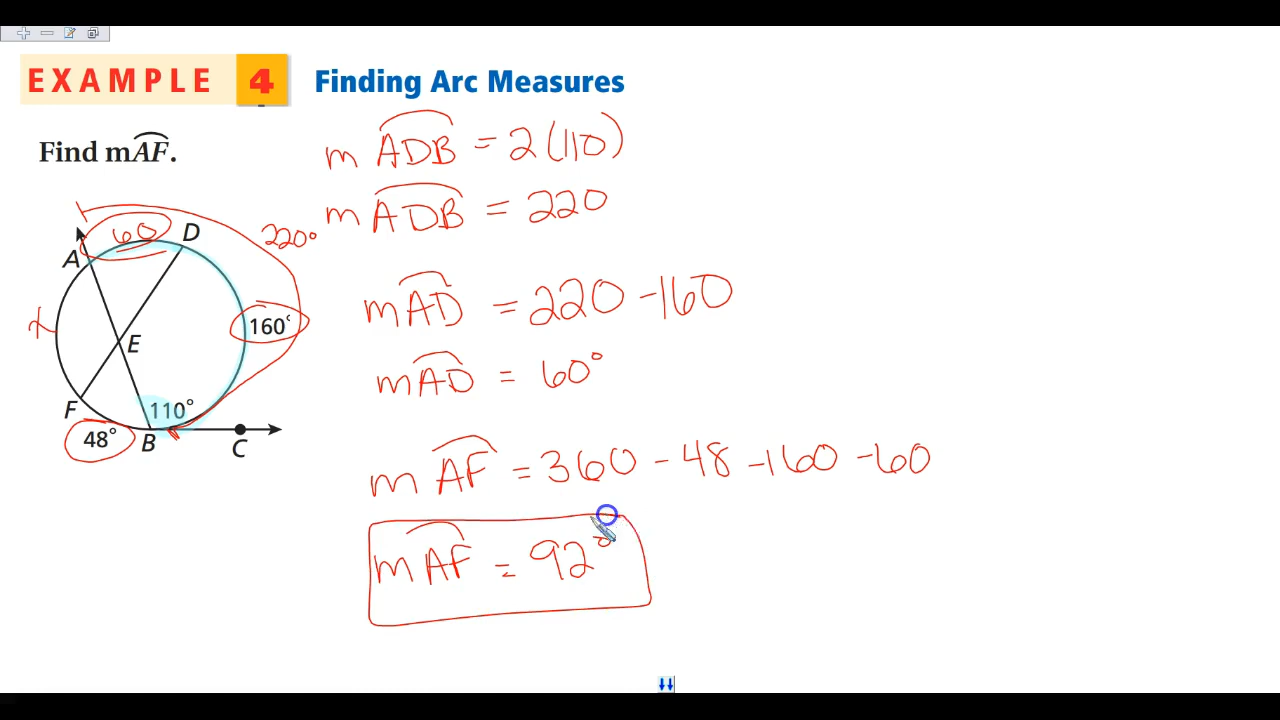 EXAMPLE 4 Finding Arc Measures
Find mAF.
m ADB = 2(110)
m ADB = 220
60
D
220°
A
mAD = 220 - 160
160°
E
mAD = 60°
F
110°
48°
B
C
m AF = 360 - 48 - 160 - 60
m AF = 92°